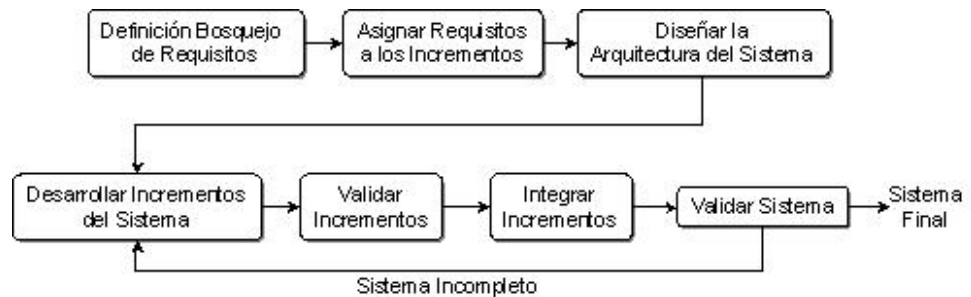 Definición Bosquejo
de Requisitos
Asignar Requisitos
a los Incrementos
Diseñar la
Arquitectura del Sistema
Desarrollar Incrementos
del Sistema
Validar
Incrementos
Integrar
Incrementos
Validar Sistema
Sistema
Final
Sistema Incompleto